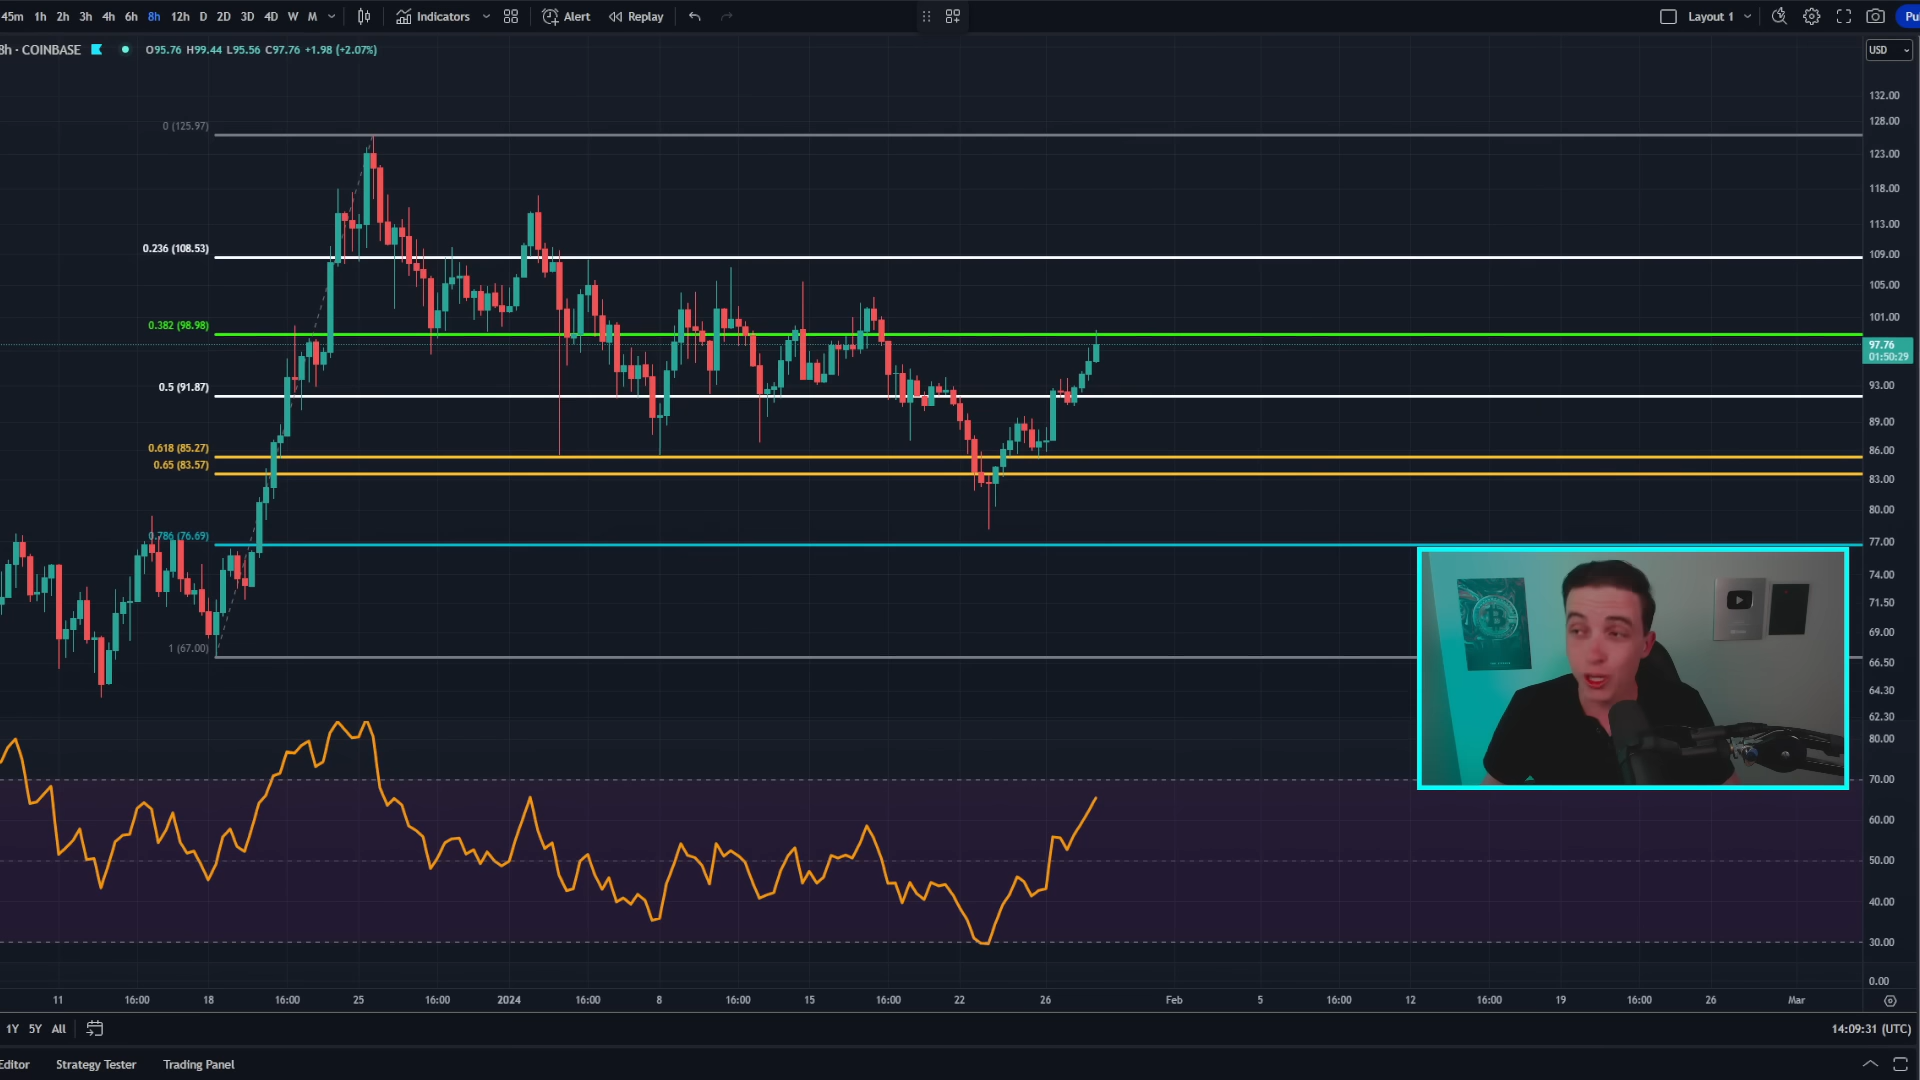 45m 1h 2h 3h 4h 6h 8h 12h D 2D 3D 4D W M Indicators Alert Replay Layout 1 Pu
8h · COINBASE O95.76 H99.44 L95.56 C97.76 +1.98 (+2.07%) USD
132.00
0 (125.97) 128.00
123.00
118.00
113.00
0.236 (108.53) 109.00
105.00
0.382 (98.98) 101.00
97.76
01:50:29
0.5 (91.87) 93.00
89.00
0.618 (85.27) 86.00
0.65 (83.57) 83.00
80.00
0.786 (76.69) 77.00
74.00
71.50
69.00
1 (67.00) 66.50
64.30
62.30
80.00
70.00
60.00
50.00
40.00
30.00
0.00
11 16:00 18 16:00 25 16:00 2024 16:00 8 16:00 15 16:00 22 26 Feb 5 16:00 12 16:00 19 16:00 26 Mar
1Y 5Y All 14:09:31 (UTC)
Editor Strategy Tester Trading Panel